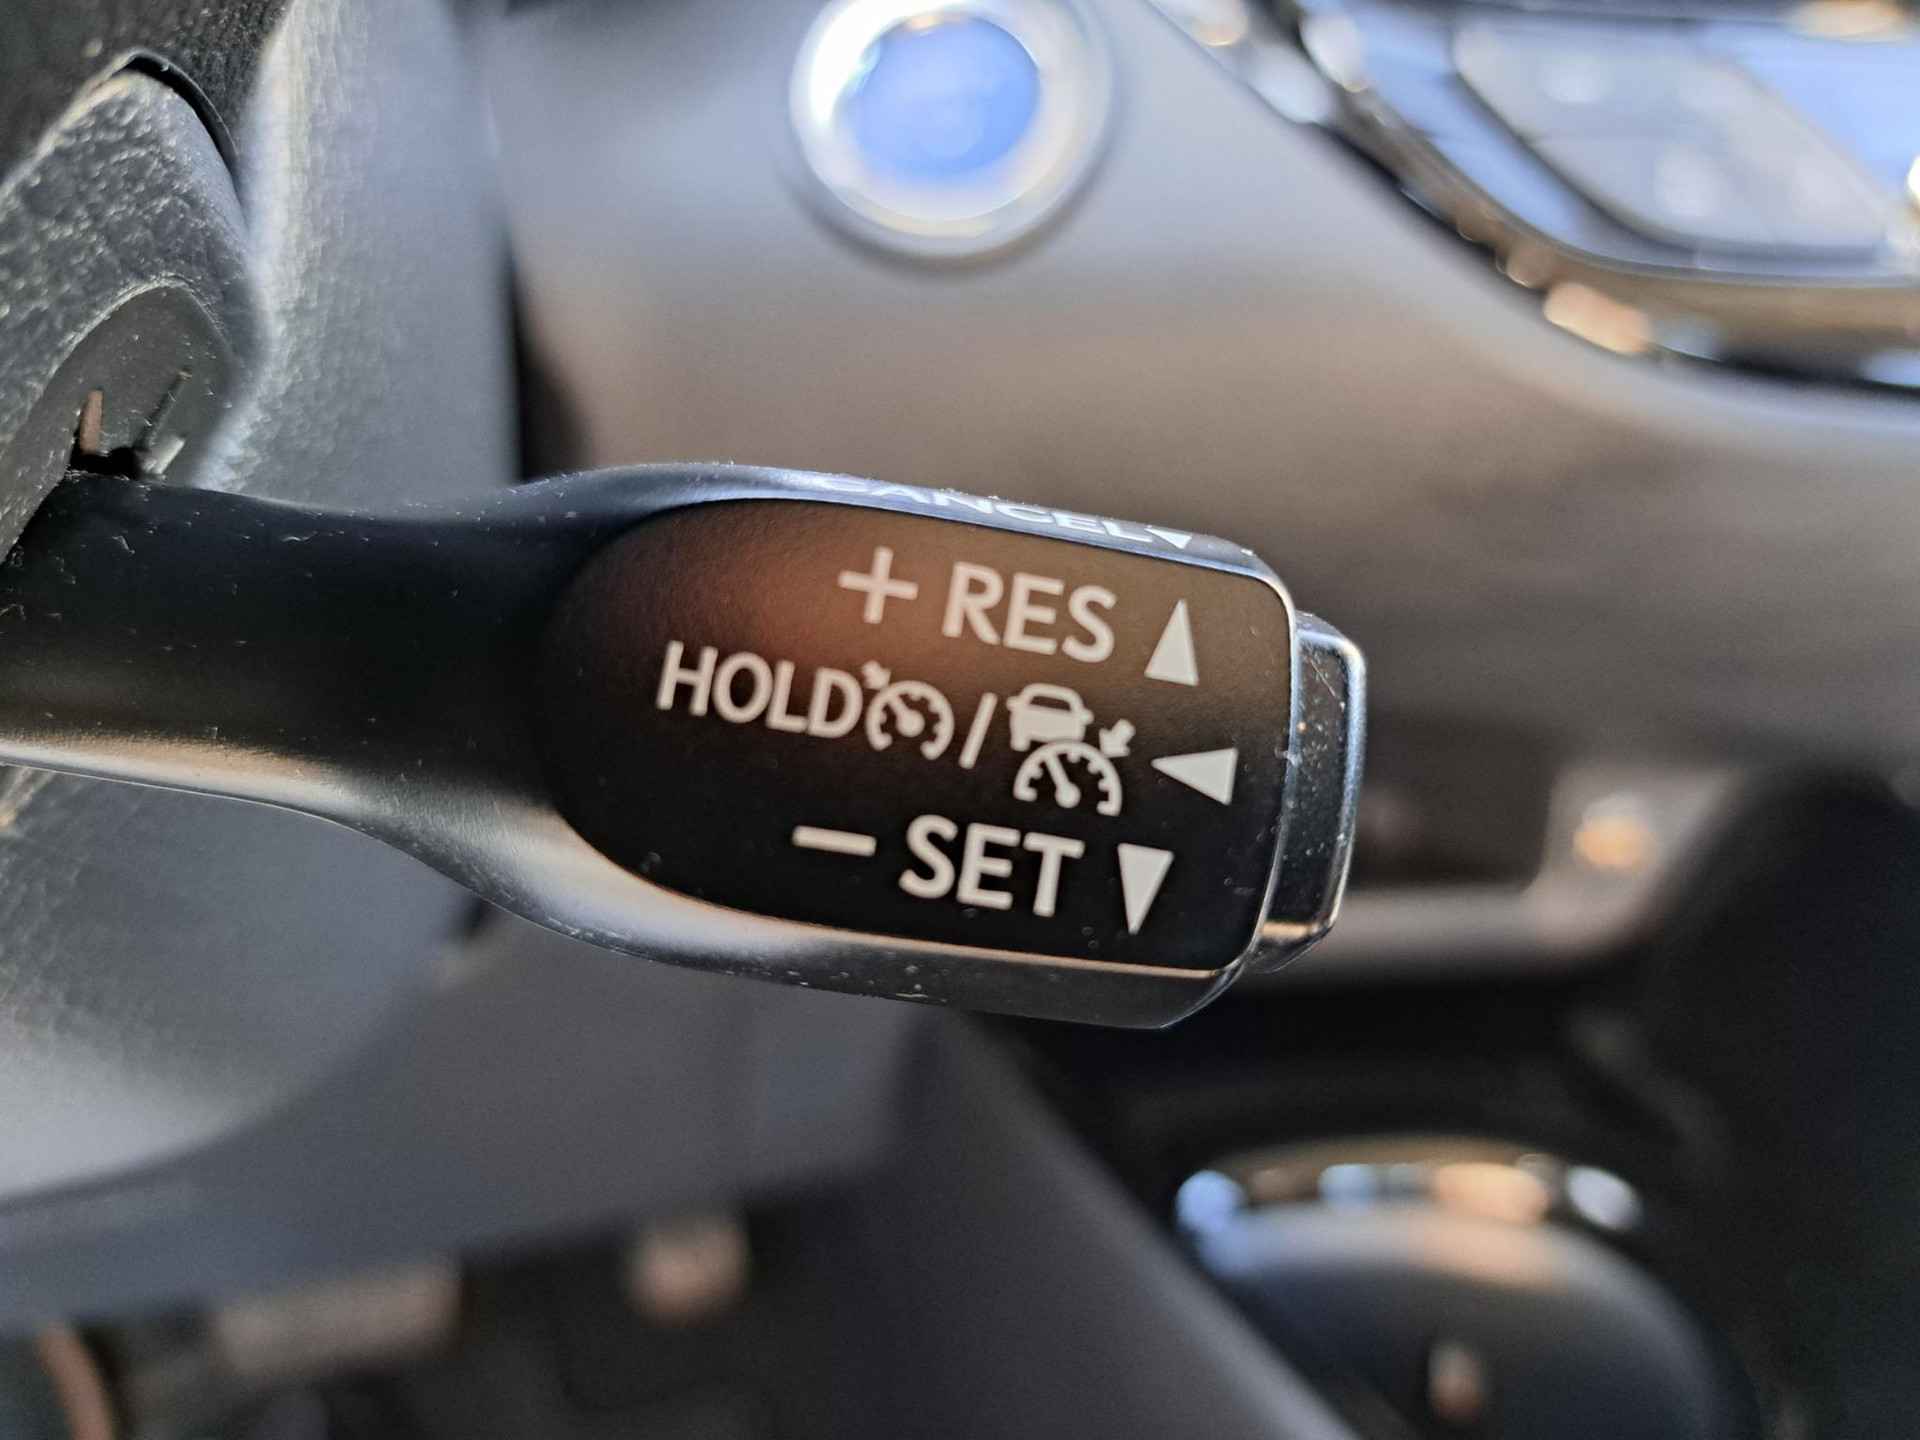 CANCEL▼
+ RES ▲
HOLD / ◀
– SET ▼